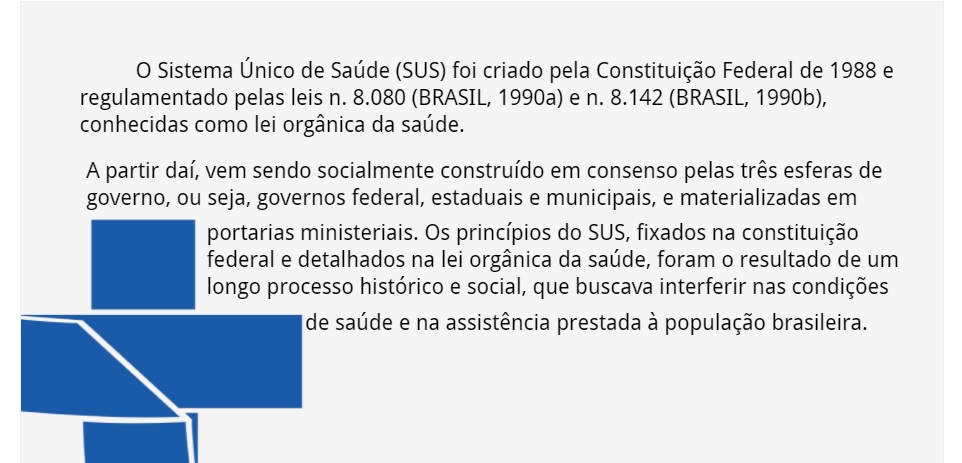 O Sistema Único de Saúde (SUS) foi criado pela Constituição Federal de 1988 e
regulamentado pelas leis n. 8.080 (BRASIL, 1990a) e n. 8.142 (BRASIL, 1990b),
conhecidas como lei orgânica da saúde.
A partir daí, vem sendo socialmente construído em consenso pelas três esferas de
governo, ou seja, governos federal, estaduais e municipais, e materializadas em
portarias ministeriais. Os princípios do SUS, fixados na constituição
federal e detalhados na lei orgânica da saúde, foram o resultado de um
longo processo histórico e social, que buscava interferir nas condições
de saúde e na assistência prestada à população brasileira.